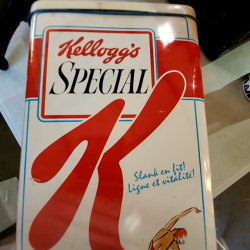 Kellogg's
SPECIAL
K
Slank en fit!
Ligne et vitalité!